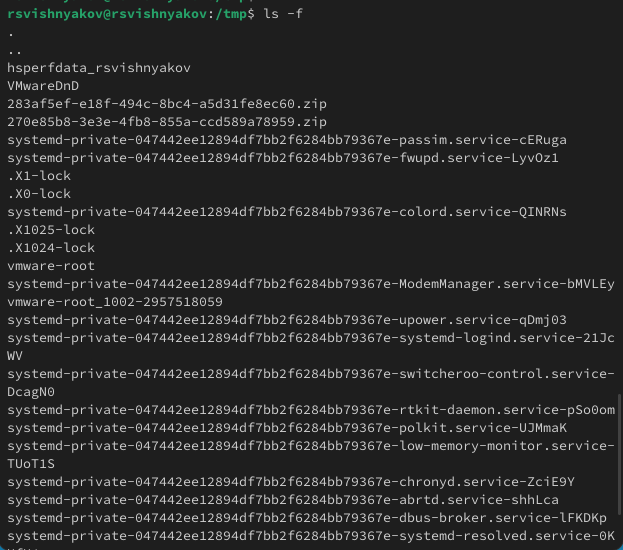 rsvishnyakov@rsvishnyakov:/tmp$ ls -f
.
..
hsperfdata_rsvishnyakov
VMwareDnD
283af5ef-e18f-494c-8bc4-a5d31fe8ec60.zip
270e85b8-3e3e-4fb8-855a-ccd589a78959.zip
systemd-private-047442ee12894df7bb2f6284bb79367e-passim.service-cERuga
systemd-private-047442ee12894df7bb2f6284bb79367e-fwupd.service-LyvOz1
.X1-lock
.X0-lock
systemd-private-047442ee12894df7bb2f6284bb79367e-colord.service-QINRNs
.X1025-lock
.X1024-lock
vmware-root
systemd-private-047442ee12894df7bb2f6284bb79367e-ModemManager.service-bMVLEy
vmware-root_1002-2957518059
systemd-private-047442ee12894df7bb2f6284bb79367e-upower.service-qDmj03
systemd-private-047442ee12894df7bb2f6284bb79367e-systemd-logind.service-21Jc
WV
systemd-private-047442ee12894df7bb2f6284bb79367e-switcheroo-control.service-
DcagN0
systemd-private-047442ee12894df7bb2f6284bb79367e-rtkit-daemon.service-pSo0om
systemd-private-047442ee12894df7bb2f6284bb79367e-polkit.service-UJMmaK
systemd-private-047442ee12894df7bb2f6284bb79367e-low-memory-monitor.service-
TUoT1S
systemd-private-047442ee12894df7bb2f6284bb79367e-chronyd.service-ZciE9Y
systemd-private-047442ee12894df7bb2f6284bb79367e-abrtd.service-shhLca
systemd-private-047442ee12894df7bb2f6284bb79367e-dbus-broker.service-lFKDKp
systemd-private-047442ee12894df7bb2f6284bb79367e-systemd-resolved.service-0K